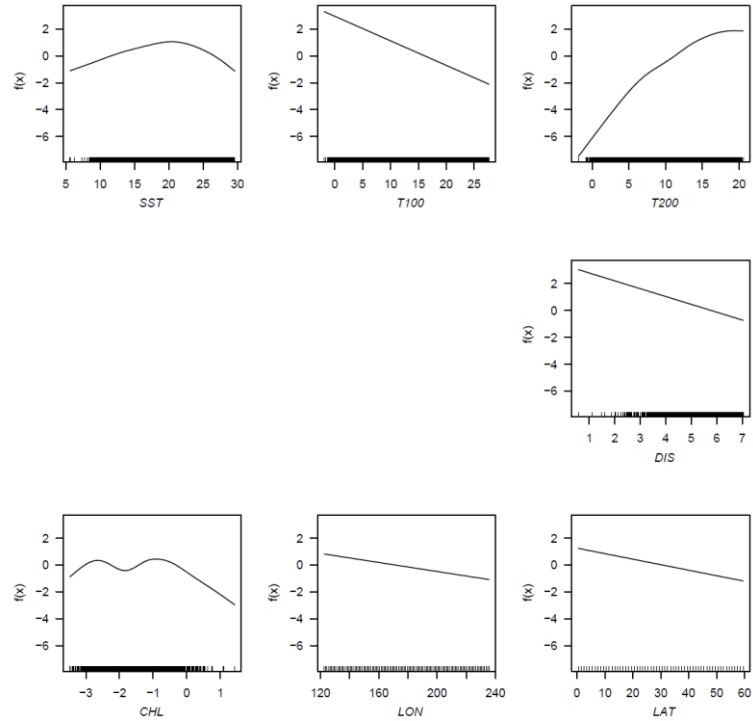 f(x)
2
0
−2
−4
−6
5 10 15 20 25 30
SST
f(x)
2
0
−2
−4
−6
0 5 10 15 20 25
T100
f(x)
2
0
−2
−4
−6
0 5 10 15 20
T200
f(x)
2
0
−2
−4
−6
1 2 3 4 5 6 7
DIS
f(x)
2
0
−2
−4
−6
−3 −2 −1 0 1
CHL
f(x)
2
0
−2
−4
−6
120 160 200 240
LON
f(x)
2
0
−2
−4
−6
0 10 20 30 40 50 60
LAT